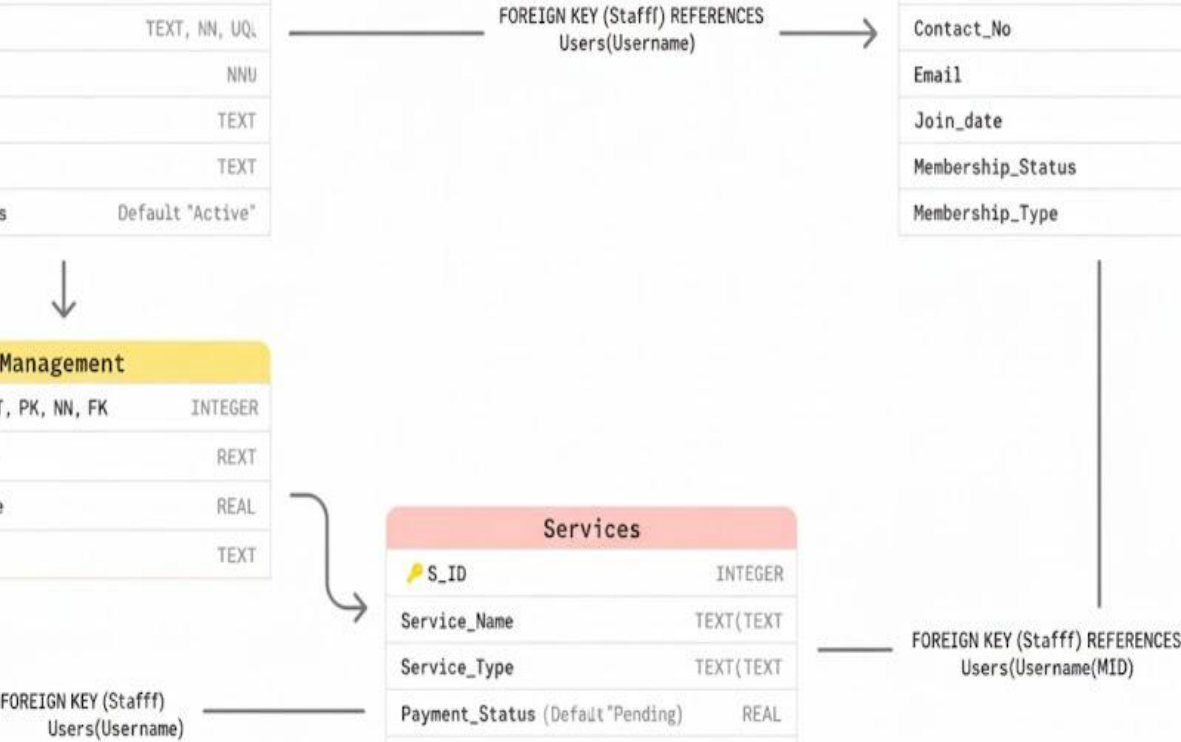 TEXT, NN, UQL
NNU
TEXT
TEXT
s Default "Active"
FOREIGN KEY (Stafff) REFERENCES
Users(Username)
Contact_No
Email
Join_date
Membership_Status
Membership_Type
Management
T, PK, NN, FK INTEGER
REXT
e REAL
TEXT
Services
S_ID INTEGER
Service_Name TEXT(TEXT
Service_Type TEXT(TEXT
Payment_Status (Default "Pending) REAL
FOREIGN KEY (Stafff) REFERENCES
Users(Username(MID)
FOREIGN KEY (Stafff)
Users(Username)